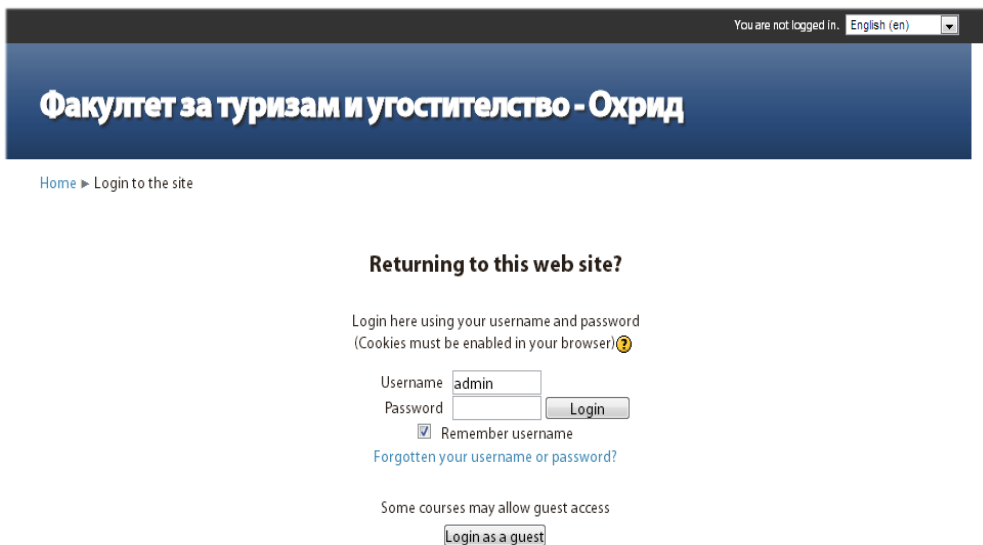 You are not logged in. English (en)
Факултет за туризам и угостителство - Охрид
Home ► Login to the site
Returning to this web site?
Login here using your username and password
(Cookies must be enabled in your browser)?
Username admin
Password Login
Remember username
Forgotten your username or password?
Some courses may allow guest access
Login as a guest